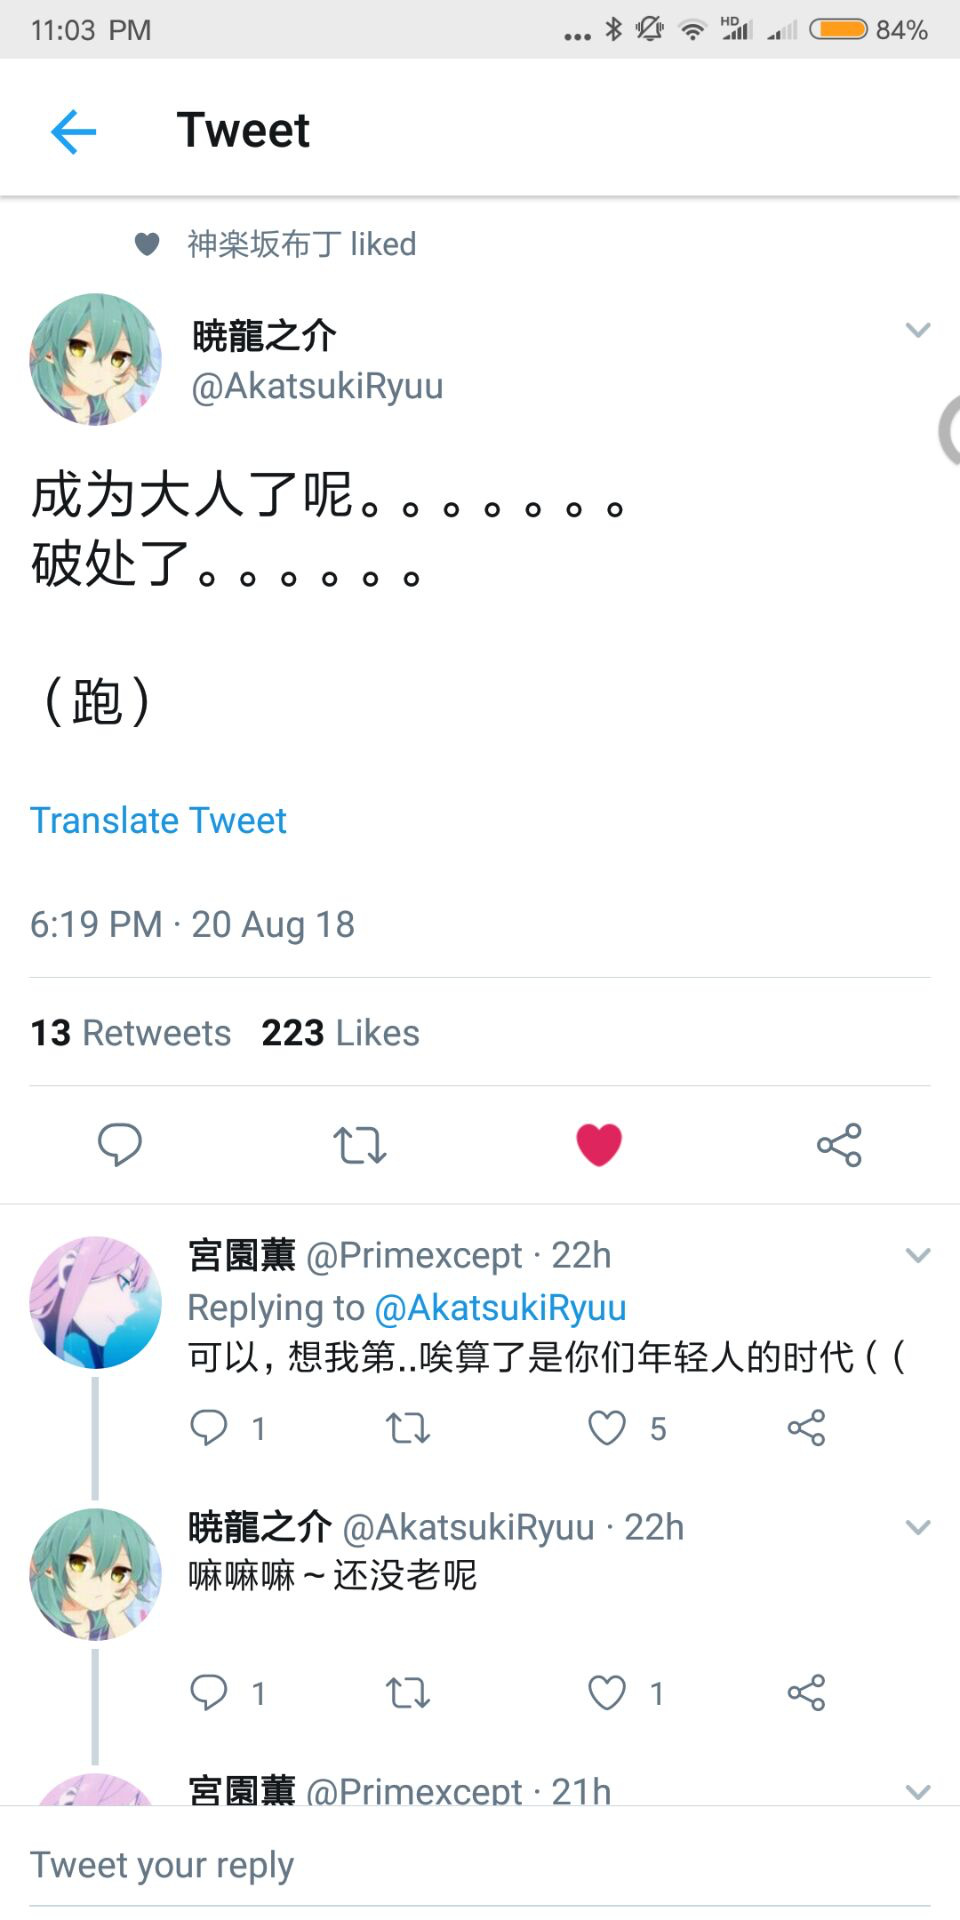 11:03 PM
HD
84%
Tweet
神楽坂布丁 liked
暁龍之介
@AkatsukiRyuu
成为大人了呢。。。。。。。
破处了。。。。。。
（跑）
Translate Tweet
6:19 PM · 20 Aug 18
13 Retweets 223 Likes
宮園薫 @Primexcept · 22h
Replying to @AkatsukiRyuu
可以，想我第..唉算了是你们年轻人的时代（（
1 5
暁龍之介 @AkatsukiRyuu · 22h
嘛嘛嘛～还没老呢
1 1
宮園薫 @Primexcept · 21h
Tweet your reply